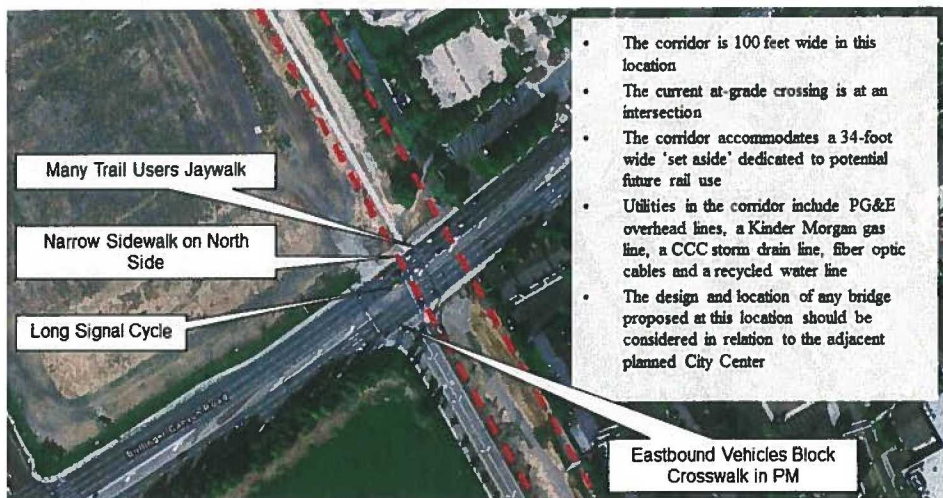 Many Trail Users Jaywalk
Narrow Sidewalk on North
Side
Long Signal Cycle
Bollinger Canyon Road
• The corridor is 100 feet wide in this
location
• The current at-grade crossing is at an
intersection
• The corridor accommodates a 34-foot
wide ‘set aside’ dedicated to potential
future rail use
• Utilities in the corridor include PG&E
overhead lines, a Kinder Morgan gas
line, a CCC storm drain line, fiber optic
cables and a recycled water line
• The design and location of any bridge
proposed at this location should be
considered in relation to the adjacent
planned City Center
Eastbound Vehicles Block
Crosswalk in PM